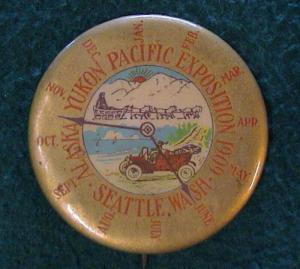 JAN.
FEB.
MAR.
APR.
MAY.
JUNE
JULY
AUG.
SEPT.
OCT.
NOV.
DEC.
ALASKA YUKON PACIFIC EXPOSITION 1909
SEATTLE, WASH.